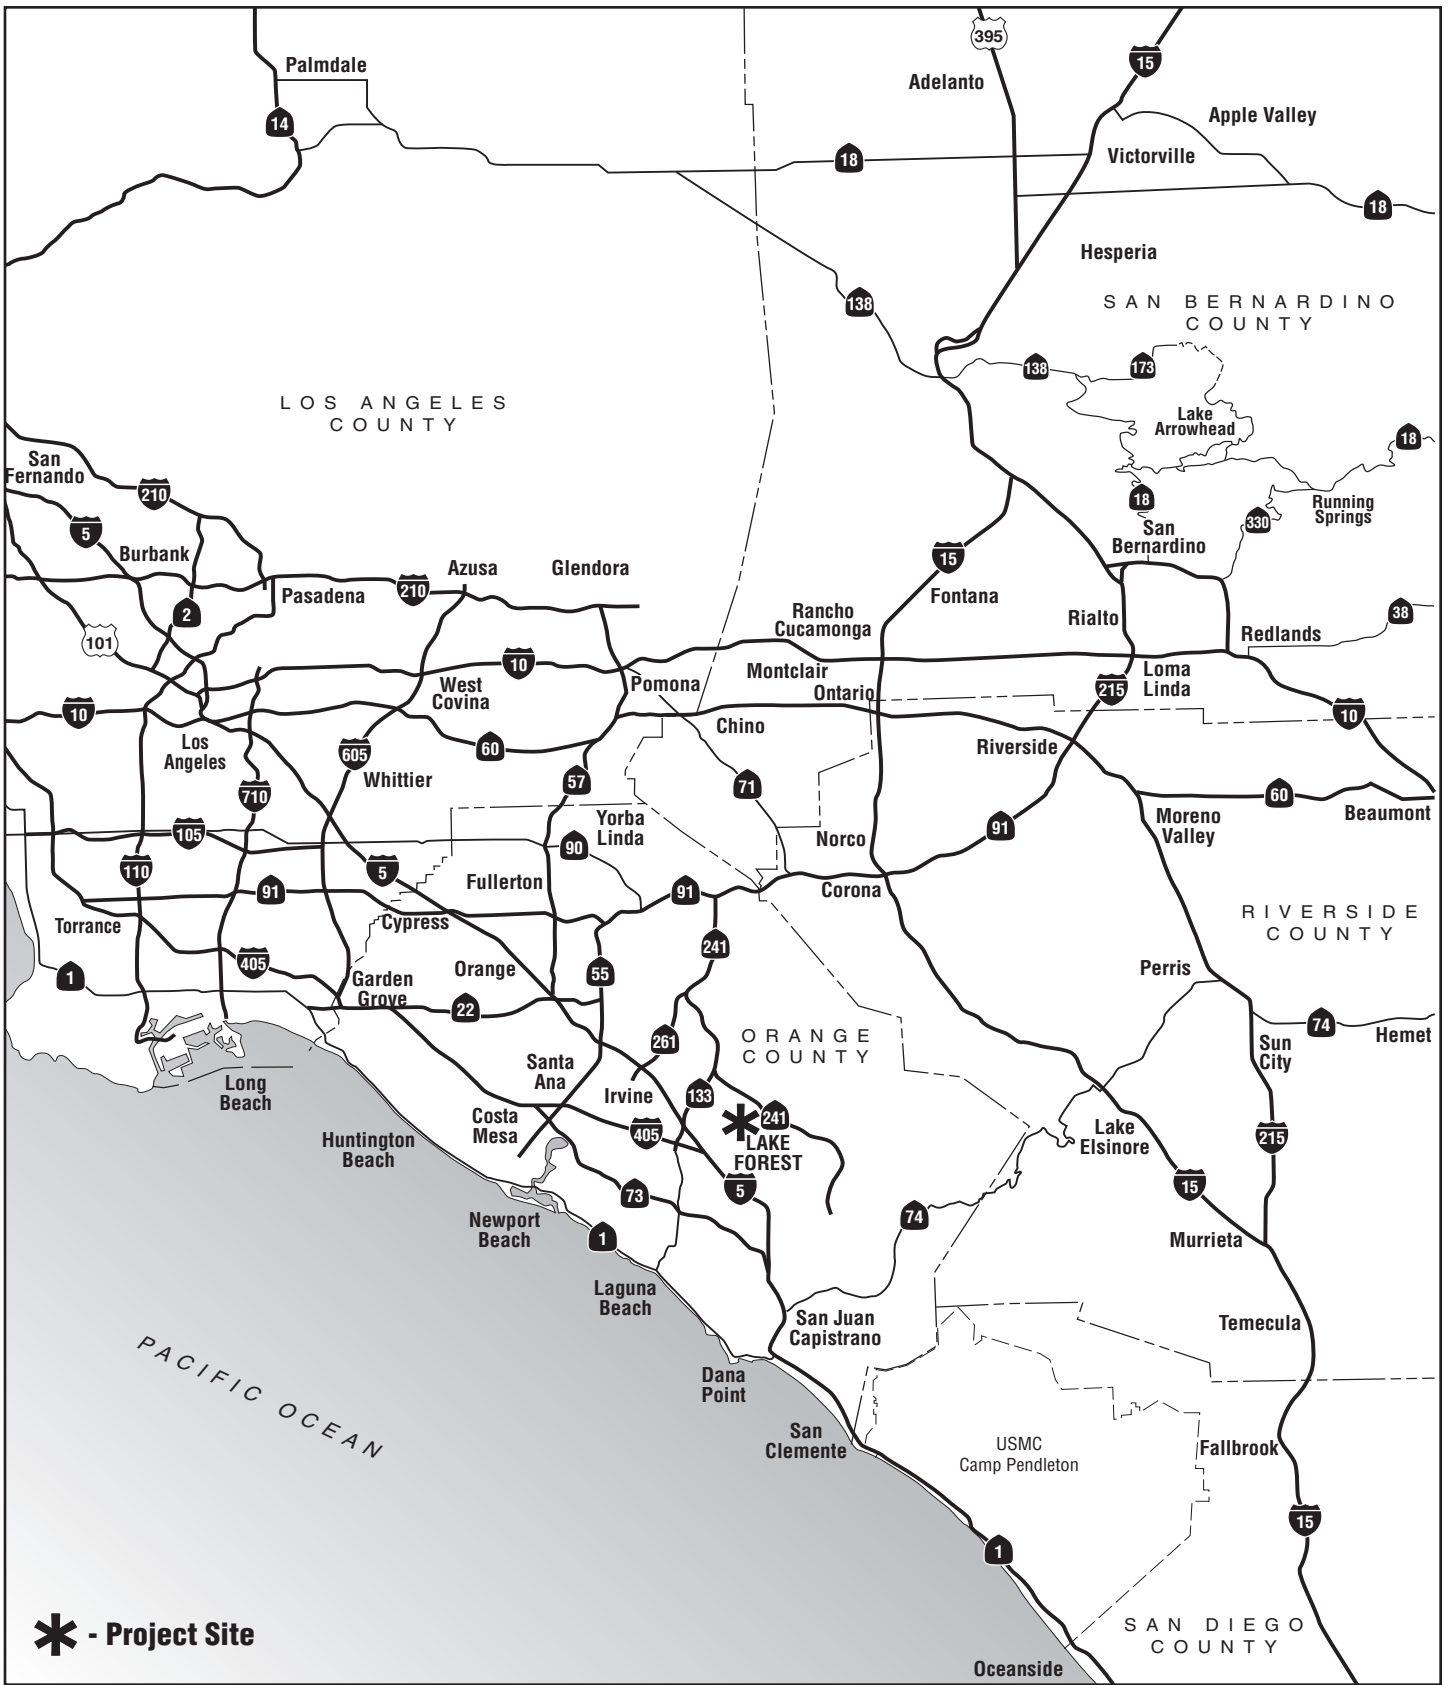 395
15
Palmdale
Adelanto
14
Apple Valley
18
Victorville
18
Hesperia
SAN BERNARDINO
COUNTY
138
138
173
LOS ANGELES
COUNTY
Lake
Arrowhead
18
San
Fernando
210
18
Running
Springs
330
5
San
Bernardino
Burbank
15
Azusa
Glendora
210
Pasadena
Fontana
2
Rancho
Cucamonga
Rialto
38
101
Redlands
10
Montclair
Loma
Linda
West
Covina
Pomona
Ontario
215
10
10
Chino
Los
Angeles
605
60
Riverside
Whittier
57
71
710
60
Beaumont
Yorba
Linda
Moreno
Valley
105
90
Norco
91
110
5
Fullerton
91
91
Corona
Torrance
Cypress
RIVERSIDE
COUNTY
241
405
1
Orange
55
Perris
Garden
Grove
22
74
Hemet
261
ORANGE
COUNTY
Sun
City
Santa
Ana
Irvine
133
Long
Beach
Costa
Mesa
241
405
LAKE
FOREST
Lake
Elsinore
215
Huntington
Beach
5
73
15
74
Newport
Beach
1
Murrieta
Laguna
Beach
San Juan
Capistrano
Temecula
PACIFIC OCEAN
Dana
Point
San
Clemente
USMC
Camp Pendleton
Fallbrook
15
1
- Project Site
SAN DIEGO
COUNTY
Oceanside